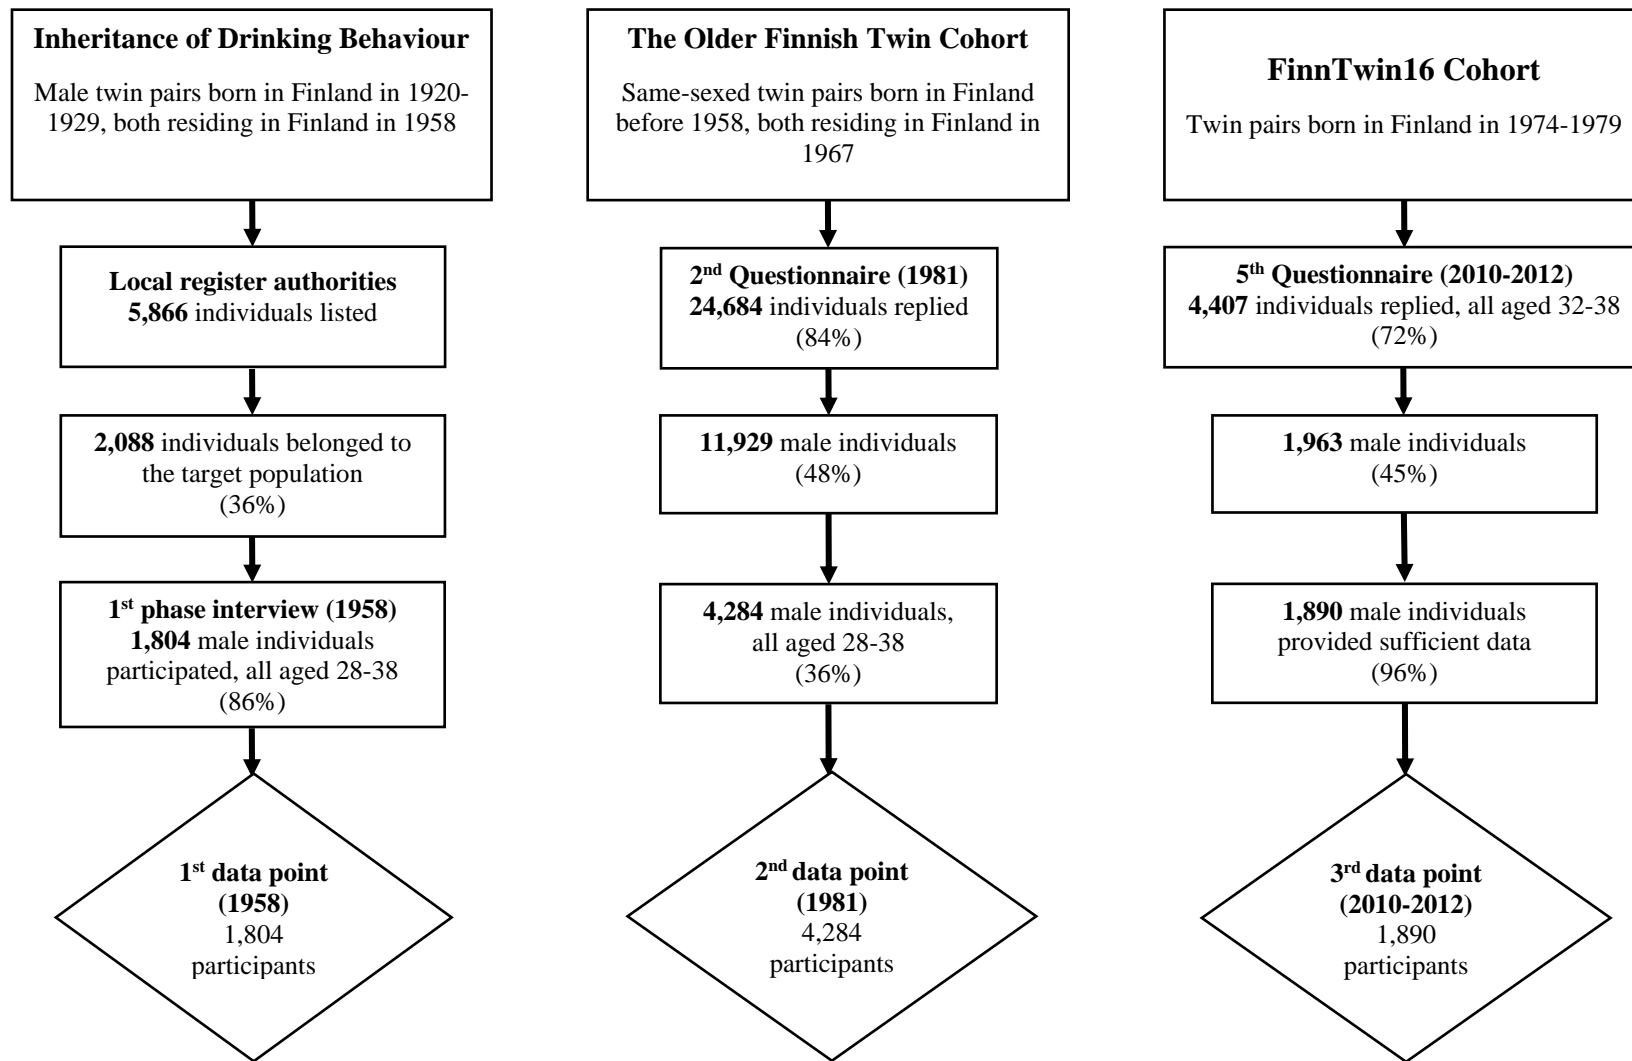 Inheritance of Drinking Behaviour
Male twin pairs born in Finland in 1920-
1929, both residing in Finland in 1958
Local register authorities
5,866 individuals listed
2,088 individuals belonged to
the target population
(36%)
1st phase interview (1958)
1,804 male individuals
participated, all aged 28-38
(86%)
1st data point
(1958)
1,804
participants
The Older Finnish Twin Cohort
Same-sexed twin pairs born in Finland
before 1958, both residing in Finland in
1967
2nd Questionnaire (1981)
24,684 individuals replied
(84%)
11,929 male individuals
(48%)
4,284 male individuals,
all aged 28-38
(36%)
2nd data point
(1981)
4,284
participants
FinnTwin16 Cohort
Twin pairs born in Finland in 1974-1979
5th Questionnaire (2010-2012)
4,407 individuals replied, all aged 32-38
(72%)
1,963 male individuals
(45%)
1,890 male individuals
provided sufficient data
(96%)
3rd data point
(2010-2012)
1,890
participants